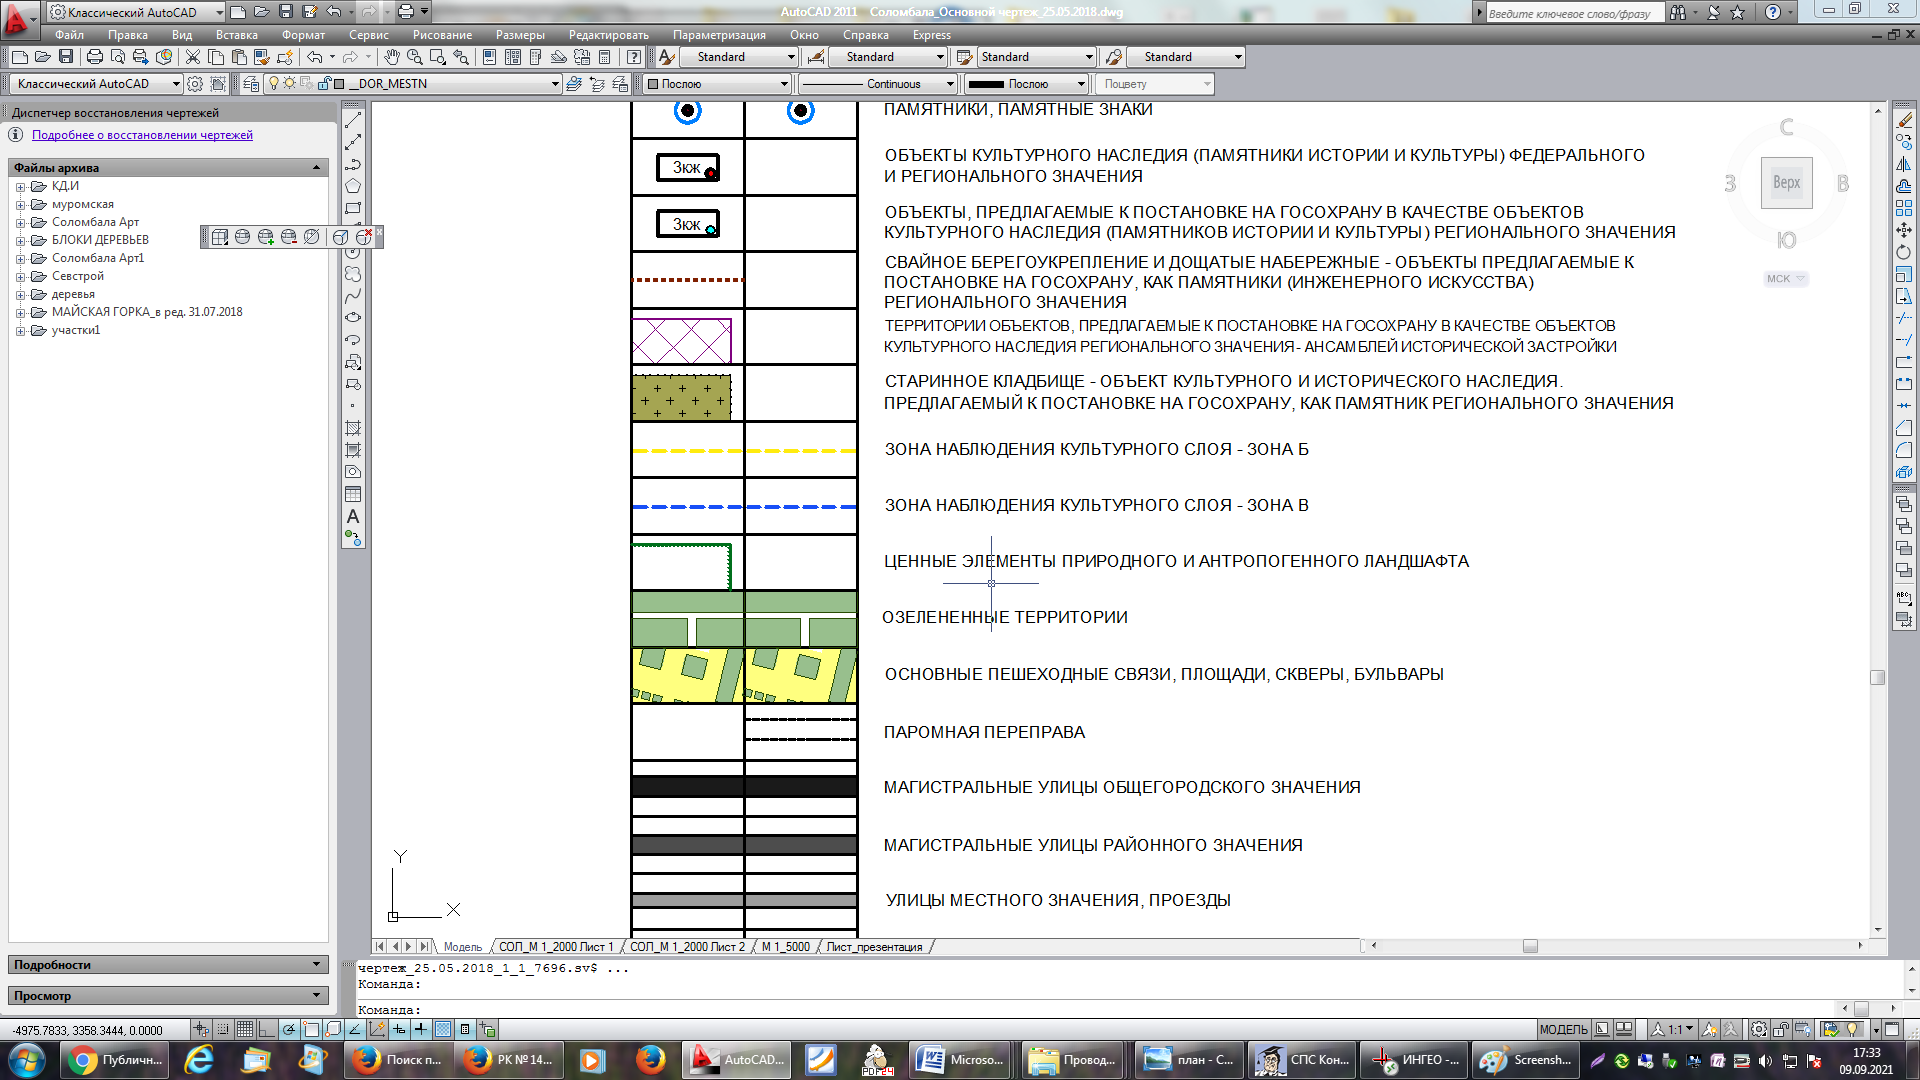 Классический AutoCAD
AutoCAD 2011 Соломбала_Основной чертеж_25.05.2018.dwg
Введите ключевое слово/фразу
Файл Правка Вид Вставка Формат Сервис Рисование Размеры Редактировать Параметризация Окно Справка Express
Standard Standard Standard Standard
Классический AutoCAD __DOR_MESTN Послою Continuous Послою Поцвету
Диспетчер восстановления чертежей
Подробнее о восстановлении чертежей
Файлы архива
КД.И
муромская
Соломбала Арт
БЛОКИ ДЕРЕВЬЕВ
Соломбала Арт1
Севстрой
деревья
МАЙСКАЯ ГОРКА_в ред. 31.07.2018
участки1
Подробности
Просмотр
ПАМЯТНИКИ, ПАМЯТНЫЕ ЗНАКИ
3кж
ОБЪЕКТЫ КУЛЬТУРНОГО НАСЛЕДИЯ (ПАМЯТНИКИ ИСТОРИИ И КУЛЬТУРЫ) ФЕДЕРАЛЬНОГО
И РЕГИОНАЛЬНОГО ЗНАЧЕНИЯ
3кж
ОБЪЕКТЫ, ПРЕДЛАГАЕМЫЕ К ПОСТАНОВКЕ НА ГОСОХРАНУ В КАЧЕСТВЕ ОБЪЕКТОВ
КУЛЬТУРНОГО НАСЛЕДИЯ (ПАМЯТНИКОВ ИСТОРИИ И КУЛЬТУРЫ) РЕГИОНАЛЬНОГО ЗНАЧЕНИЯ
СВАЙНОЕ БЕРЕГОУКРЕПЛЕНИЕ И ДОЩАТЫЕ НАБЕРЕЖНЫЕ - ОБЪЕКТЫ ПРЕДЛАГАЕМЫЕ К
ПОСТАНОВКЕ НА ГОСОХРАНУ, КАК ПАМЯТНИКИ (ИНЖЕНЕРНОГО ИСКУССТВА)
РЕГИОНАЛЬНОГО ЗНАЧЕНИЯ
ТЕРРИТОРИИ ОБЪЕКТОВ, ПРЕДЛАГАЕМЫЕ К ПОСТАНОВКЕ НА ГОСОХРАНУ В КАЧЕСТВЕ ОБЪЕКТОВ
КУЛЬТУРНОГО НАСЛЕДИЯ РЕГИОНАЛЬНОГО ЗНАЧЕНИЯ - АНСАМБЛЕЙ ИСТОРИЧЕСКОЙ ЗАСТРОЙКИ
СТАРИННОЕ КЛАДБИЩЕ - ОБЪЕКТ КУЛЬТУРНОГО И ИСТОРИЧЕСКОГО НАСЛЕДИЯ.
ПРЕДЛАГАЕМЫЙ К ПОСТАНОВКЕ НА ГОСОХРАНУ, КАК ПАМЯТНИК РЕГИОНАЛЬНОГО ЗНАЧЕНИЯ
ЗОНА НАБЛЮДЕНИЯ КУЛЬТУРНОГО СЛОЯ - ЗОНА Б
ЗОНА НАБЛЮДЕНИЯ КУЛЬТУРНОГО СЛОЯ - ЗОНА В
ЦЕННЫЕ ЭЛЕМЕНТЫ ПРИРОДНОГО И АНТРОПОГЕННОГО ЛАНДШАФТА
ОЗЕЛЕНЕННЫЕ ТЕРРИТОРИИ
ОСНОВНЫЕ ПЕШЕХОДНЫЕ СВЯЗИ, ПЛОЩАДИ, СКВЕРЫ, БУЛЬВАРЫ
ПАРОМНАЯ ПЕРЕПРАВА
МАГИСТРАЛЬНЫЕ УЛИЦЫ ОБЩЕГОРОДСКОГО ЗНАЧЕНИЯ
МАГИСТРАЛЬНЫЕ УЛИЦЫ РАЙОННОГО ЗНАЧЕНИЯ
УЛИЦЫ МЕСТНОГО ЗНАЧЕНИЯ, ПРОЕЗДЫ
С
З Верх В
Ю
МСК
Y
X
Модель СОЛ_М 1_2000 Лист 1 СОЛ_М 1_2000 Лист 2 М 1_5000 Лист_презентация
чертеж_25.05.2018_1_1_7696.sv$ ...
Команда:
Команда:
-4975.7833, 3358.3444, 0.0000
МОДЕЛЬ 1:1
Публичн... Поиск п... РК №14... AutoCAD... PDF24 Microso... Провод... план - С... СПС Кон... ИНГЕО -... Screensh...
17:33
09.09.2021